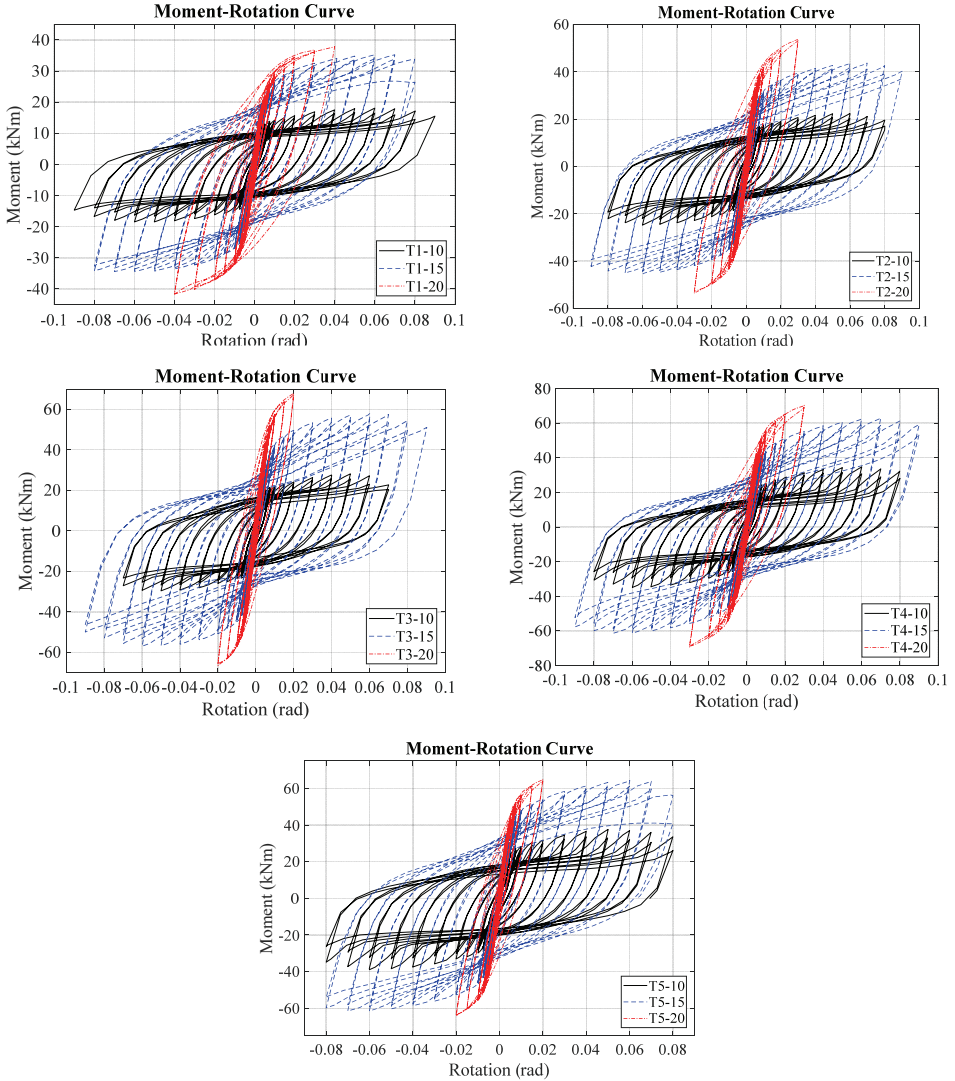 Moment-Rotation Curve
40
30
20
10
0
-10
-20
-30
-40
Moment (kNm)
T1-10
T1-15
T1-20
-0.1 -0.08 -0.06 -0.04 -0.02 0 0.02 0.04 0.06 0.08 0.1
Rotation (rad)
Moment-Rotation Curve
60
40
20
0
-20
-40
-60
Moment (kNm)
T2-10
T2-15
T2-20
-0.1 -0.08 -0.06 -0.04 -0.02 0 0.02 0.04 0.06 0.08 0.1
Rotation (rad)
Moment-Rotation Curve
60
40
20
0
-20
-40
-60
Moment (kNm)
T3-10
T3-15
T3-20
-0.1 -0.08 -0.06 -0.04 -0.02 0 0.02 0.04 0.06 0.08 0.1
Rotation (rad)
Moment-Rotation Curve
80
60
40
20
0
-20
-40
-60
-80
Moment (kNm)
T4-10
T4-15
T4-20
-0.1 -0.08 -0.06 -0.04 -0.02 0 0.02 0.04 0.06 0.08 0.1
Rotation (rad)
Moment-Rotation Curve
60
40
20
0
-20
-40
-60
Moment (kNm)
T5-10
T5-15
T5-20
-0.08 -0.06 -0.04 -0.02 0 0.02 0.04 0.06 0.08
Rotation (rad)